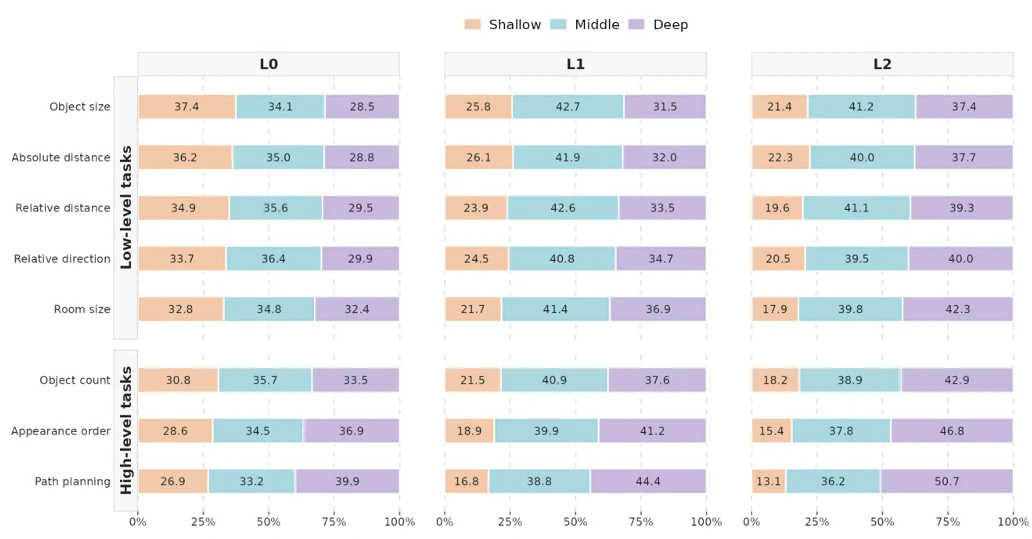 Shallow Middle Deep
L0 L1 L2
Low-level tasks
Object size 37.4 34.1 28.5 25.8 42.7 31.5 21.4 41.2 37.4
Absolute distance 36.2 35.0 28.8 26.1 41.9 32.0 22.3 40.0 37.7
Relative distance 34.9 35.6 29.5 23.9 42.6 33.5 19.6 41.1 39.3
Relative direction 33.7 36.4 29.9 24.5 40.8 34.7 20.5 39.5 40.0
Room size 32.8 34.8 32.4 21.7 41.4 36.9 17.9 39.8 42.3
High-level tasks
Object count 30.8 35.7 33.5 21.5 40.9 37.6 18.2 38.9 42.9
Appearance order 28.6 34.5 36.9 18.9 39.9 41.2 15.4 37.8 46.8
Path planning 26.9 33.2 39.9 16.8 38.8 44.4 13.1 36.2 50.7
0% 25% 50% 75% 100% 0% 25% 50% 75% 100% 0% 25% 50% 75% 100%